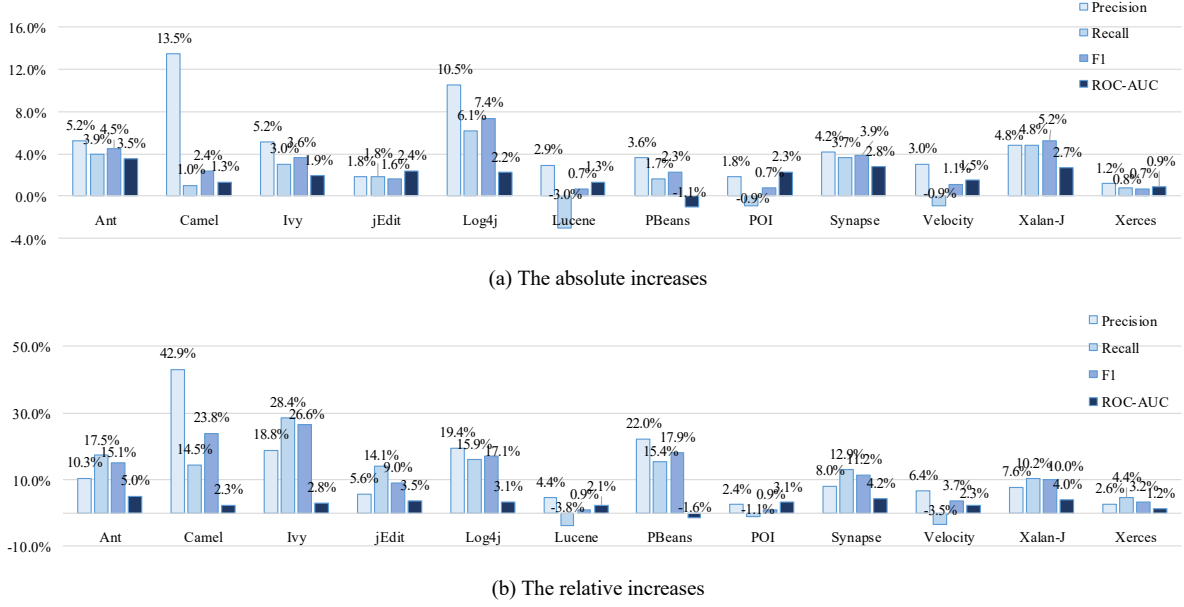 Precision
Recall
F1
ROC-AUC
16.0%
12.0%
8.0%
4.0%
0.0%
-4.0%
5.2% 3.9% 4.5% 3.5%
13.5% 1.0% 2.4% 1.3%
5.2% 3.0% 3.6% 1.9%
1.8% 1.8% 1.6% 2.4%
10.5% 6.1% 7.4% 2.2%
2.9% -3.0% 0.7% 1.3%
3.6% 1.7% 2.3% -1.1%
1.8% -0.9% 0.7% 2.3%
4.2% 3.7% 3.9% 2.8%
3.0% -0.9% 1.1% 1.5%
4.8% 4.8% 5.2% 2.7%
1.2% 0.8% 0.7% 0.9%
Ant Camel Ivy jEdit Log4j Lucene PBeans POI Synapse Velocity Xalan-J Xerces
(a) The absolute increases
Precision
Recall
F1
ROC-AUC
50.0%
30.0%
10.0%
-10.0%
10.3% 17.5% 15.1% 5.0%
42.9% 14.5% 23.8% 2.3%
18.8% 28.4% 26.6% 2.8%
5.6% 14.1% 9.0% 3.5%
19.4% 15.9% 17.1% 3.1%
4.4% -3.8% 0.9% 2.1%
22.0% 15.4% 17.9% -1.6%
2.4% -1.1% 0.9% 3.1%
8.0% 12.9% 11.2% 4.2%
6.4% -3.5% 3.7% 2.3%
7.6% 10.2% 10.0% 4.0%
2.6% 4.4% 3.2% 1.2%
Ant Camel Ivy jEdit Log4j Lucene PBeans POI Synapse Velocity Xalan-J Xerces
(b) The relative increases